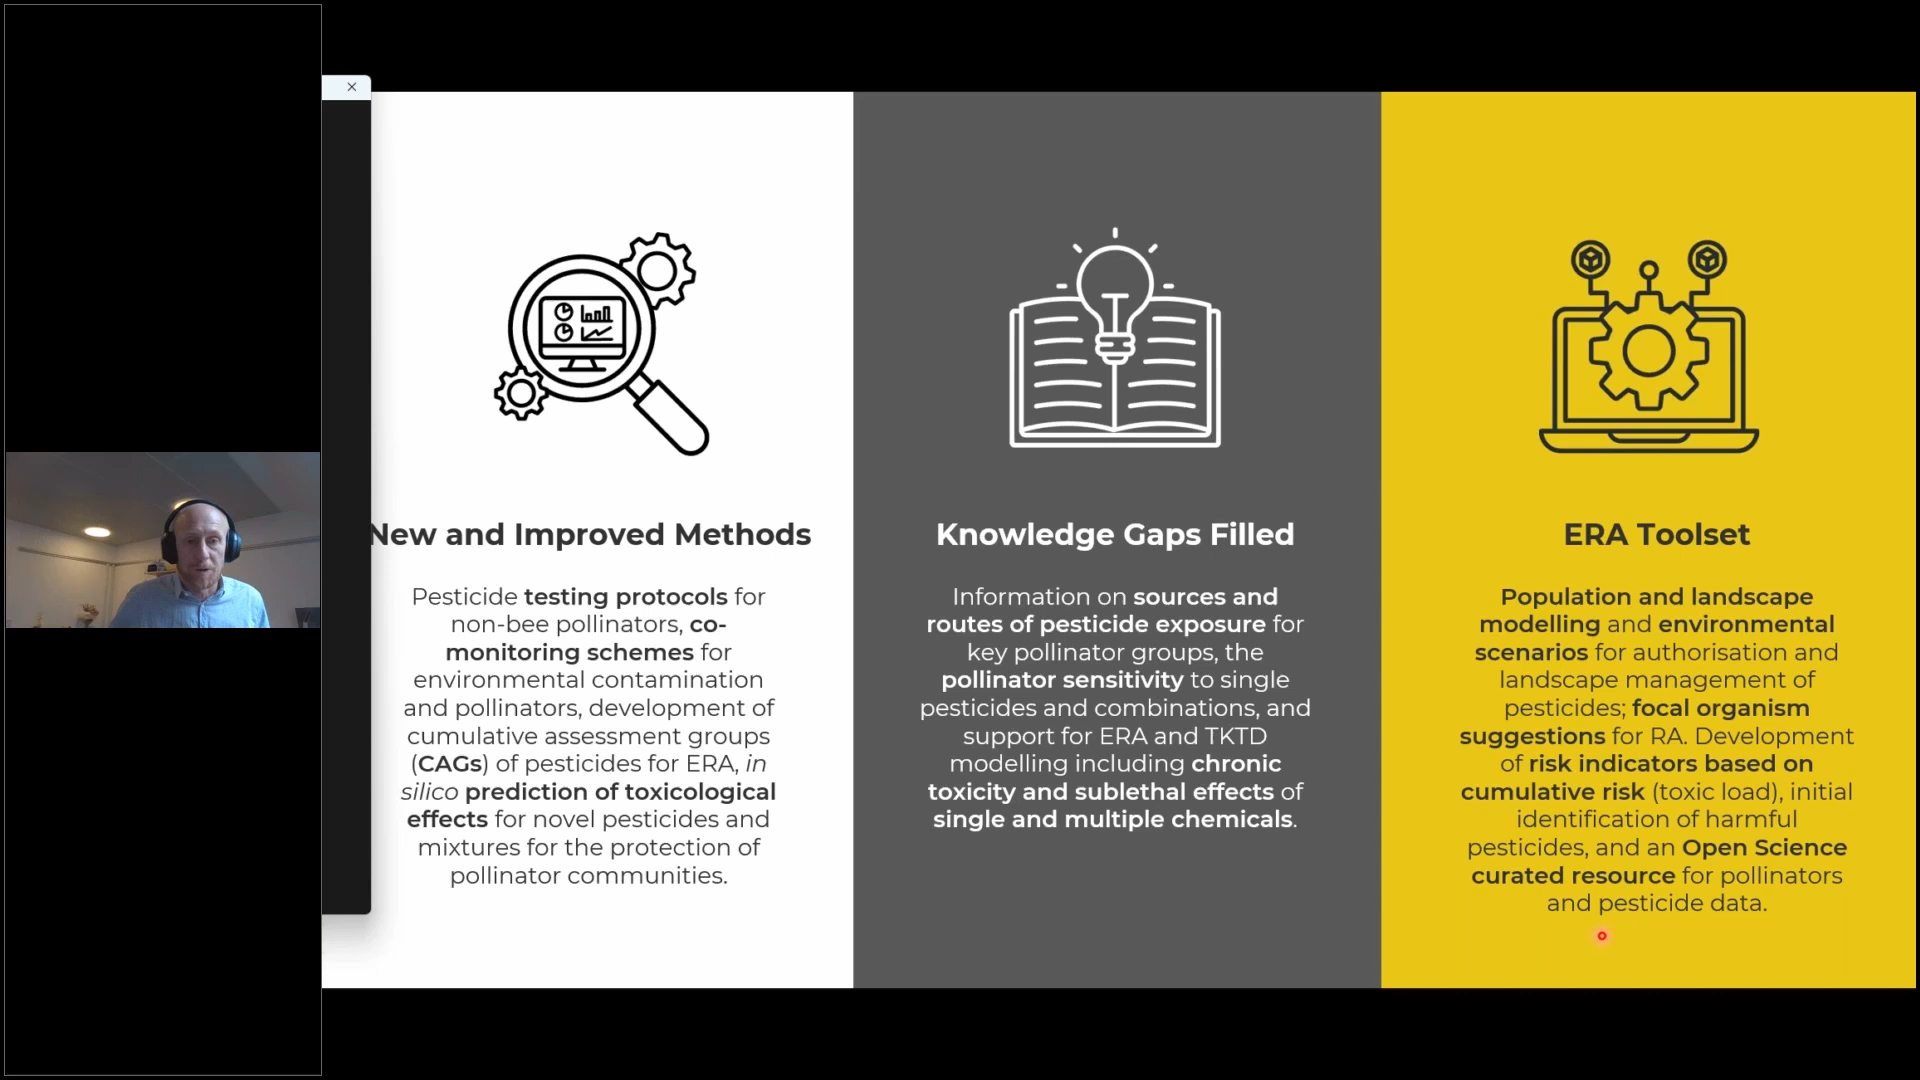 New and Improved Methods
Pesticide testing protocols for
non-bee pollinators, co-
monitoring schemes for
environmental contamination
and pollinators, development of
cumulative assessment groups
(CAGs) of pesticides for ERA, in
silico prediction of toxicological
effects for novel pesticides and
mixtures for the protection of
pollinator communities.
Knowledge Gaps Filled
Information on sources and
routes of pesticide exposure for
key pollinator groups, the
pollinator sensitivity to single
pesticides and combinations, and
support for ERA and TKTD
modelling including chronic
toxicity and sublethal effects of
single and multiple chemicals.
ERA Toolset
Population and landscape
modelling and environmental
scenarios for authorisation and
landscape management of
pesticides; focal organism
suggestions for RA. Development
of risk indicators based on
cumulative risk (toxic load), initial
identification of harmful
pesticides, and an Open Science
curated resource for pollinators
and pesticide data.